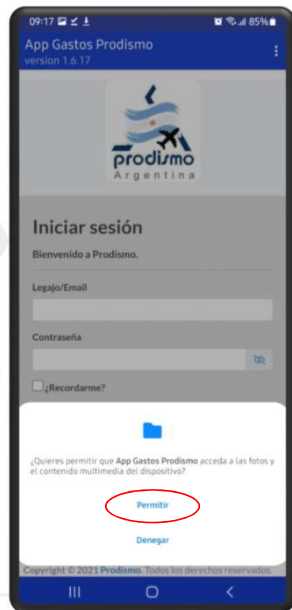 09:17
85%
App Gastos Prodismo
version 1.6.17
prodismo
Argentina
Iniciar sesión
Bienvenido a Prodismo.
Legajo/Email
Contraseña
¿Recordarme?
¿Quieres permitir que App Gastos Prodismo acceda a las fotos y
el contenido multimedia del dispositivo?
Permitir
Denegar
Copyright © 2021 Prodismo. Todos los derechos reservados.